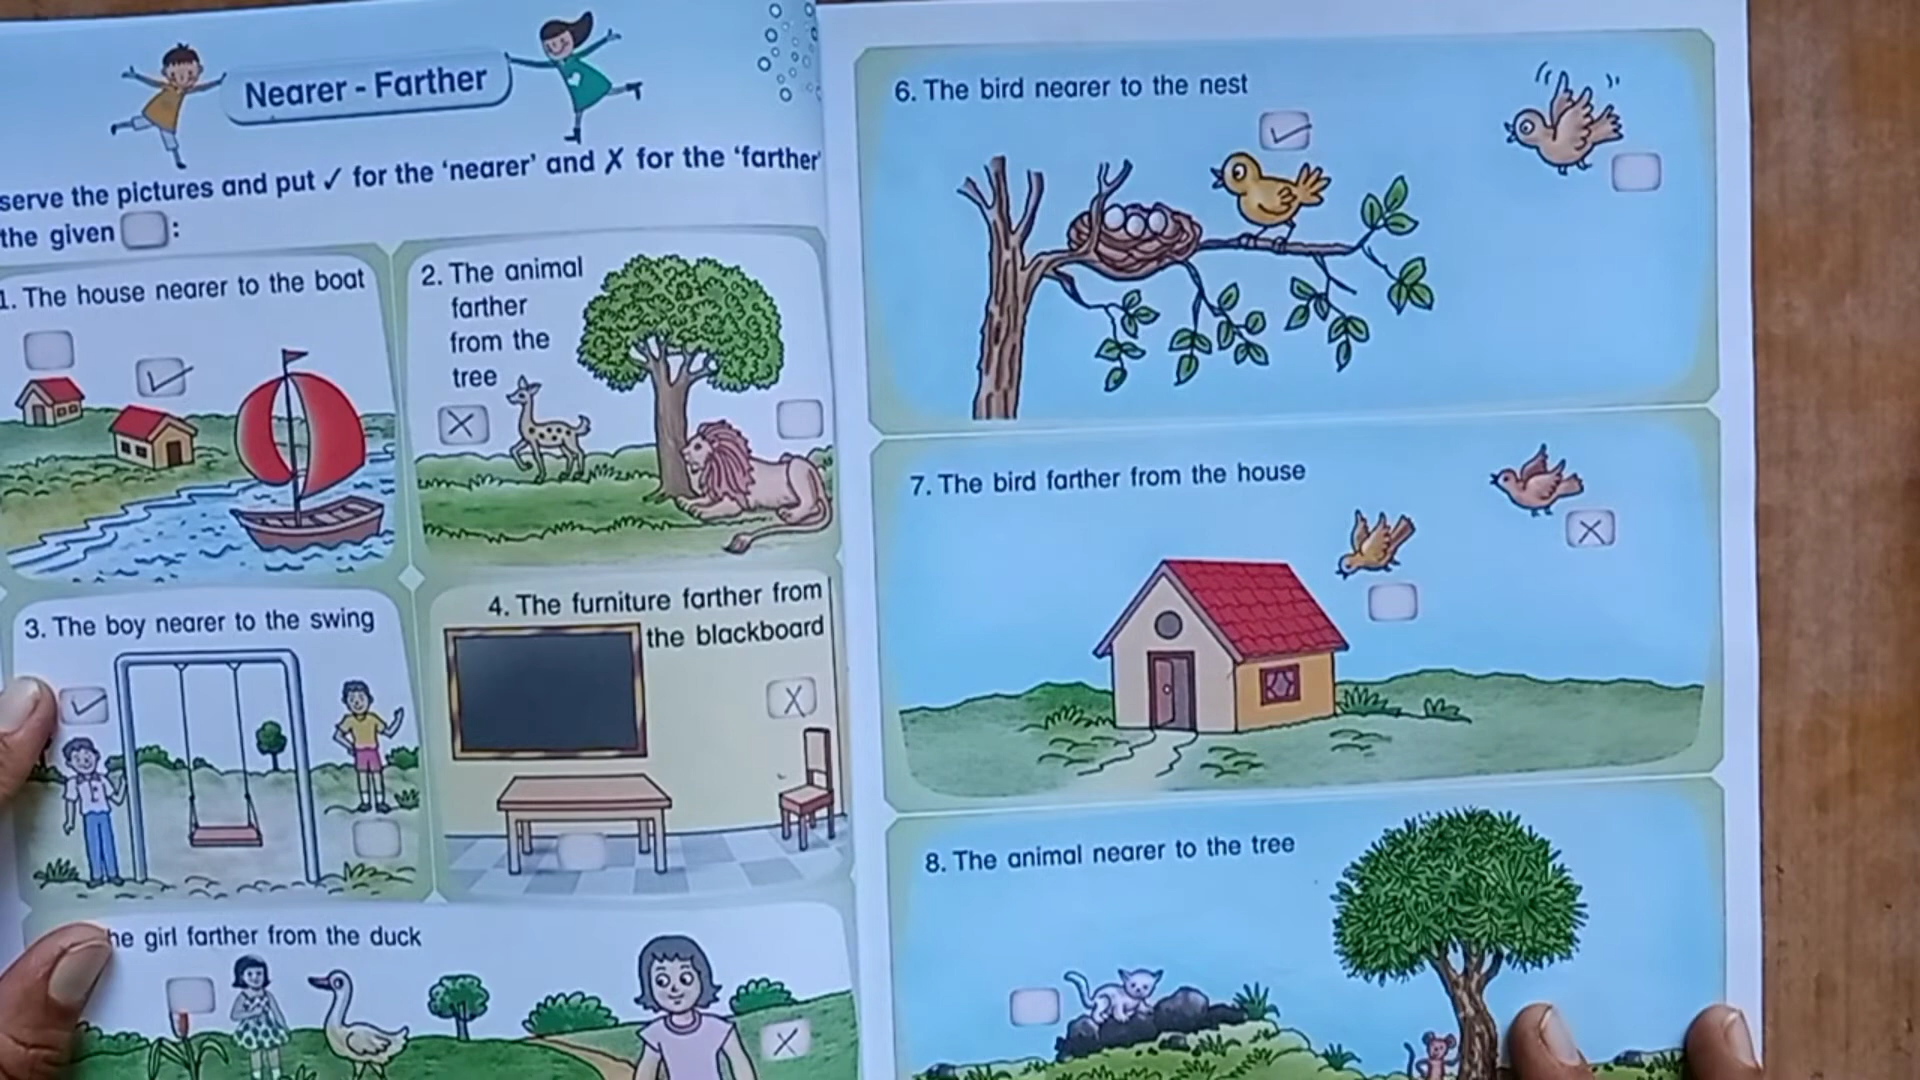 Nearer - Farther
serve the pictures and put ✓ for the 'nearer' and ✗ for the 'farther'
the given :
1. The house nearer to the boat
2. The animal
farther
from the
tree
3. The boy nearer to the swing
4. The furniture farther from
the blackboard
he girl farther from the duck
6. The bird nearer to the nest
7. The bird farther from the house
8. The animal nearer to the tree